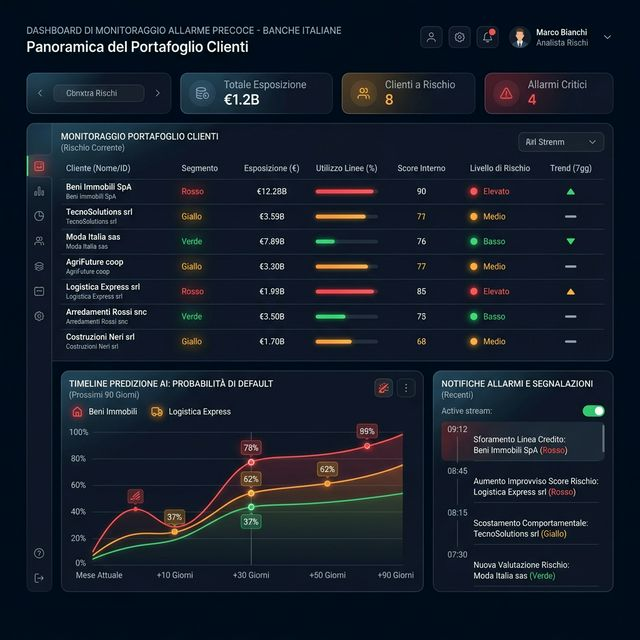 DASHBOARD DI MONITORAGGIO ALLARME PRECOCE - BANCHE ITALIANE
Panoramica del Portafoglio Clienti
Marco Bianchi
Analista Rischi
Gbnxtra Rischi
Totale Esposizione
€1.2B
Clienti a Rischio
8
Allarmi Critici
4
MONITORAGGIO PORTAFOGLIO CLIENTI
(Rischio Corrente)
Strenm
Cliente (Nome/ID) Segmento Esposizione (€) Utilizzo Linee (%) Score Interno Livello di Rischio Trend (7gg)
Beni Immobili SpA Rosso €12.28B 90 Elevato
Beni Immobili SpA
TecnoSolutions srl Giallo €3.59B 77 Medio
TecnoSolutions srl
Moda Italia sas Verde €7.89B 76 Basso
Moda Italia sas
AgriFuture coop Giallo €3.30B 77 Medio
AgriFuture coop
Logistica Express srl Rosso €1.99B 85 Elevato
Logistica Express srl
Arredamenti Rossi snc Verde €3.50B 75 Basso
Arredamenti Rossi snc
Costruzioni Neri srl Giallo €1.70B 68 Medio
Costruzioni Neri srl
TIMELINE PREDIZIONE AI: PROBABILITÀ DI DEFAULT
(Prossimi 90 Giorni)
Beni Immobili Logistica Express
100%
80%
60%
40%
20%
0%
37%
78%
62%
37%
62%
99%
Mese Attuale +10 Giorni +30 Giorni +50 Giorni +90 Giorni
NOTIFICHE ALLARMI E SEGNALAZIONI
(Recenti)
Active stream:
09:12
Sforamento Linea Credito:
Beni Immobili SpA (Rosso)
08:45
Aumento Improvviso Score Rischio:
Logistica Express srl (Rosso)
08:15
Scostamento Comportamentale:
TecnoSolutions srl (Giallo)
07:30
Nuova Valutazione Rischio:
Moda Italia sas (Verde)